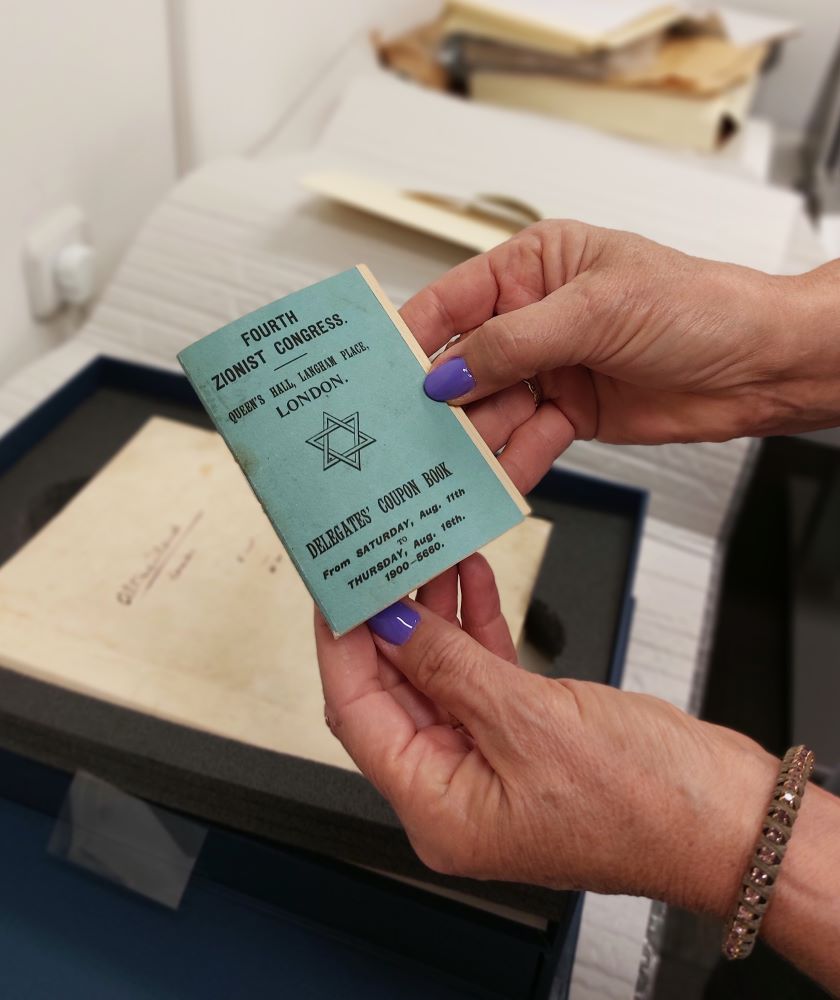 FOURTH
ZIONIST CONGRESS.
QUEEN'S HALL, LANGHAM PLACE,
LONDON.
DELEGATES' COUPON BOOK
From SATURDAY, Aug. 11th
TO
THURSDAY, Aug. 16th.
1900—5660.